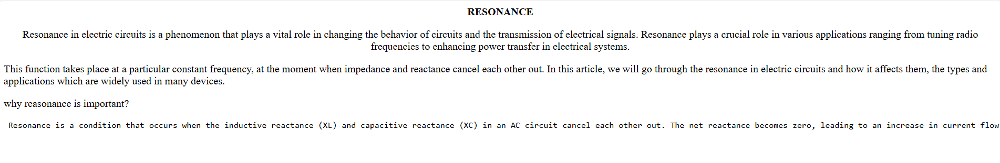 RESONANCE
Resonance in electric circuits is a phenomenon that plays a vital role in changing the behavior of circuits and the transmission of electrical signals. Resonance plays a crucial role in various applications ranging from tuning radio
frequencies to enhancing power transfer in electrical systems.
This function takes place at a particular constant frequency, at the moment when impedance and reactance cancel each other out. In this article, we will go through the resonance in electric circuits and how it affects them, the types and
applications which are widely used in many devices.
why reasonance is important?
Resonance is a condition that occurs when the inductive reactance (XL) and capacitive reactance (XC) in an AC circuit cancel each other out. The net reactance becomes zero, leading to an increase in current flow